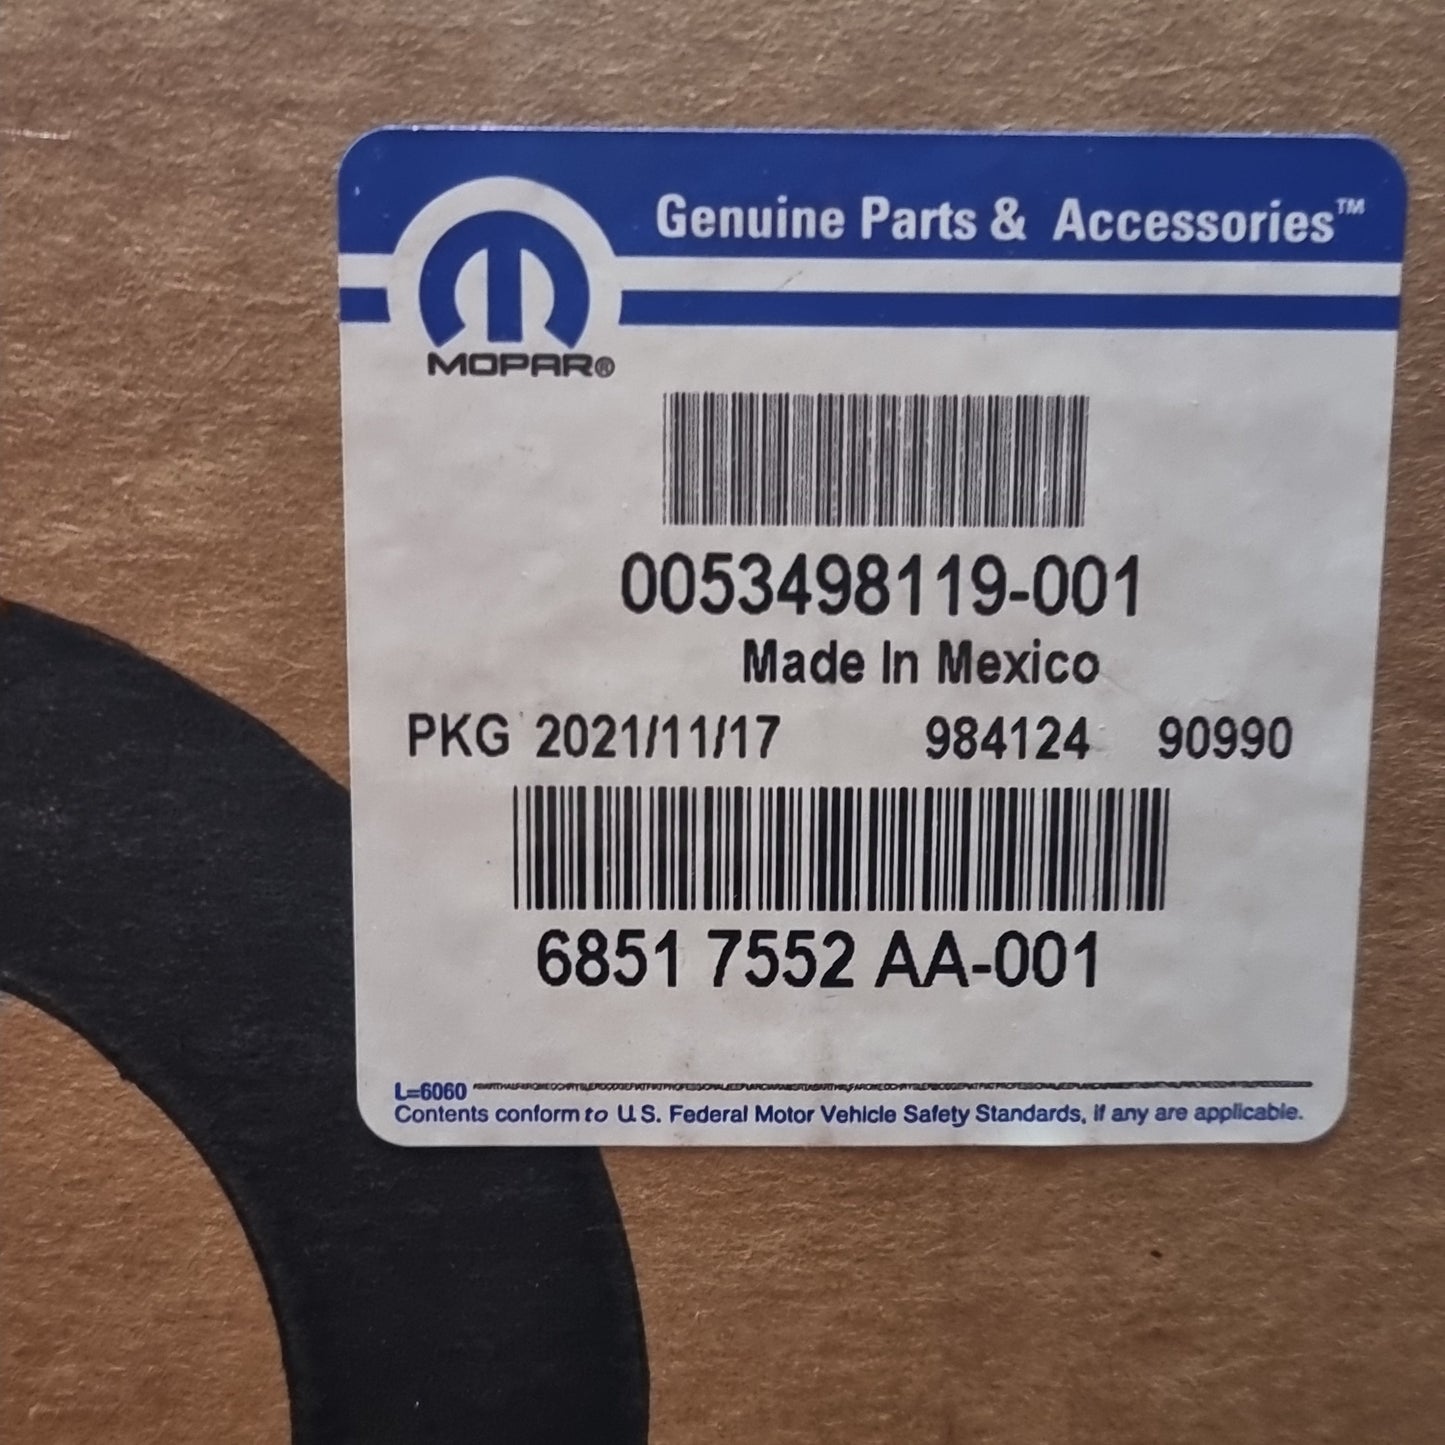 Genuine Parts & Accessories™
MOPAR®
0053498119-001
Made In Mexico
PKG 2021/11/17 984124 90990
6851 7552 AA-001
L=6060
Contents conform to U.S. Federal Motor Vehicle Safety Standards, if any are applicable.